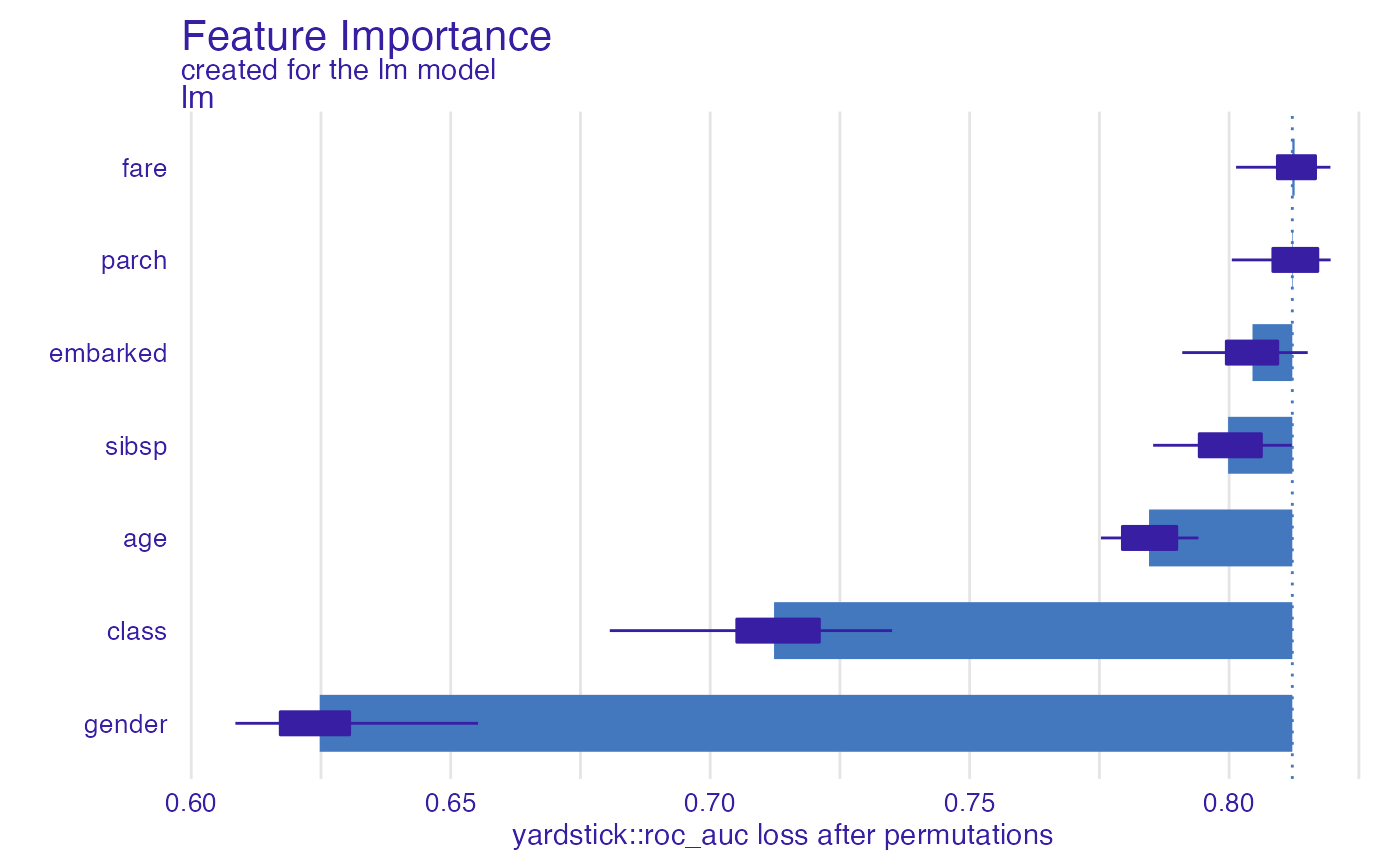 Feature Importance
created for the lm model
lm
fare
parch
embarked
sibsp
age
class
gender
0.60 0.65 0.70 0.75 0.80
yardstick::roc_auc loss after permutations